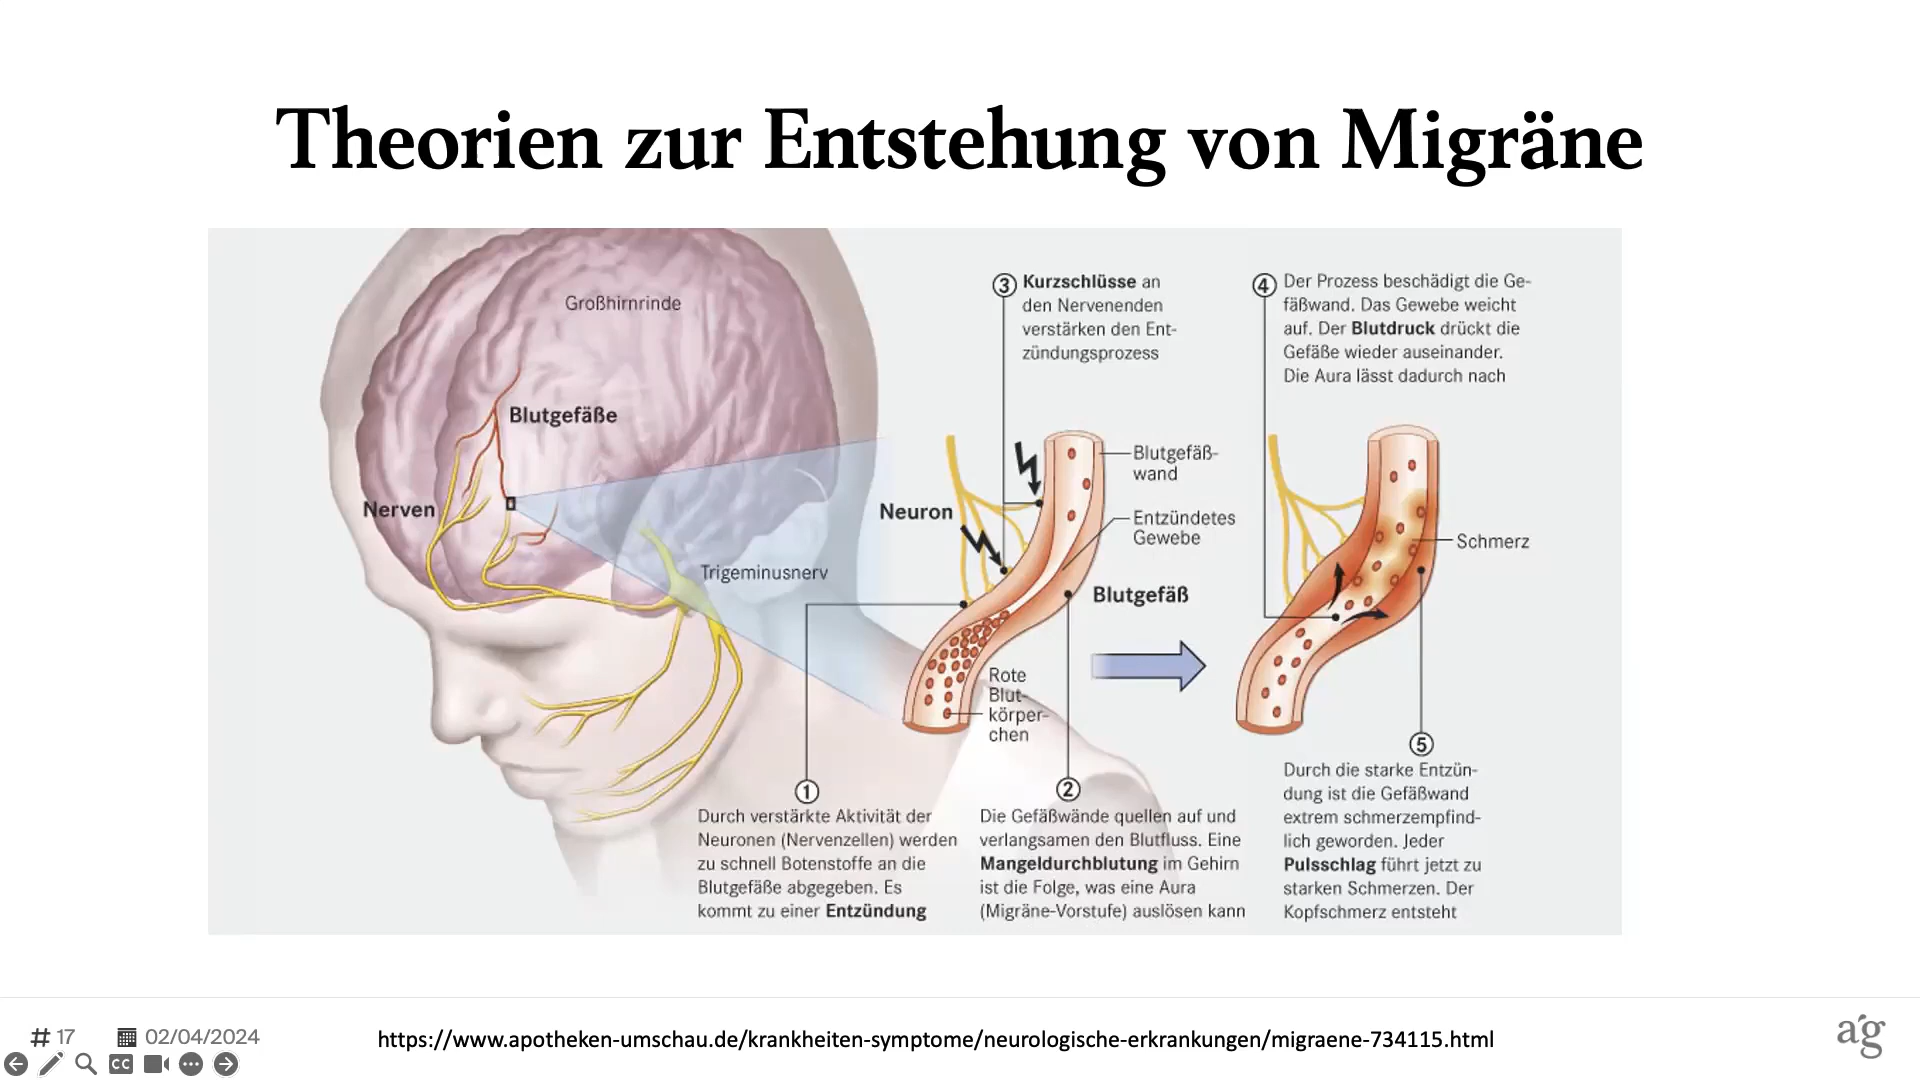 Theorien zur Entstehung von Migräne
Großhirnrinde
Blutgefäße
Nerven
Trigeminusnerv
3 Kurzschlüsse an
den Nervenenden
verstärken den Ent-
zündungsprozess
4 Der Prozess beschädigt die Ge-
fäßwand. Das Gewebe weicht
auf. Der Blutdruck drückt die
Gefäße wieder auseinander.
Die Aura lässt dadurch nach
Neuron
Blutgefäß-
wand
Entzündetes
Gewebe
Blutgefäß
Schmerz
Rote
Blut-
körper-
chen
1
Durch verstärkte Aktivität der
Neuronen (Nervenzellen) werden
zu schnell Botenstoffe an die
Blutgefäße abgegeben. Es
kommt zu einer Entzündung
2
Die Gefäßwände quellen auf und
verlangsamen den Blutfluss. Eine
Mangeldurchblutung im Gehirn
ist die Folge, was eine Aura
(Migräne-Vorstufe) auslösen kann
5
Durch die starke Entzün-
dung ist die Gefäßwand
extrem schmerzempfind-
lich geworden. Jeder
Pulsschlag führt jetzt zu
starken Schmerzen. Der
Kopfschmerz entsteht
# 17
02/04/2024
https://www.apotheken-umschau.de/krankheiten-symptome/neurologische-erkrankungen/migraene-734115.html
a'g
CC